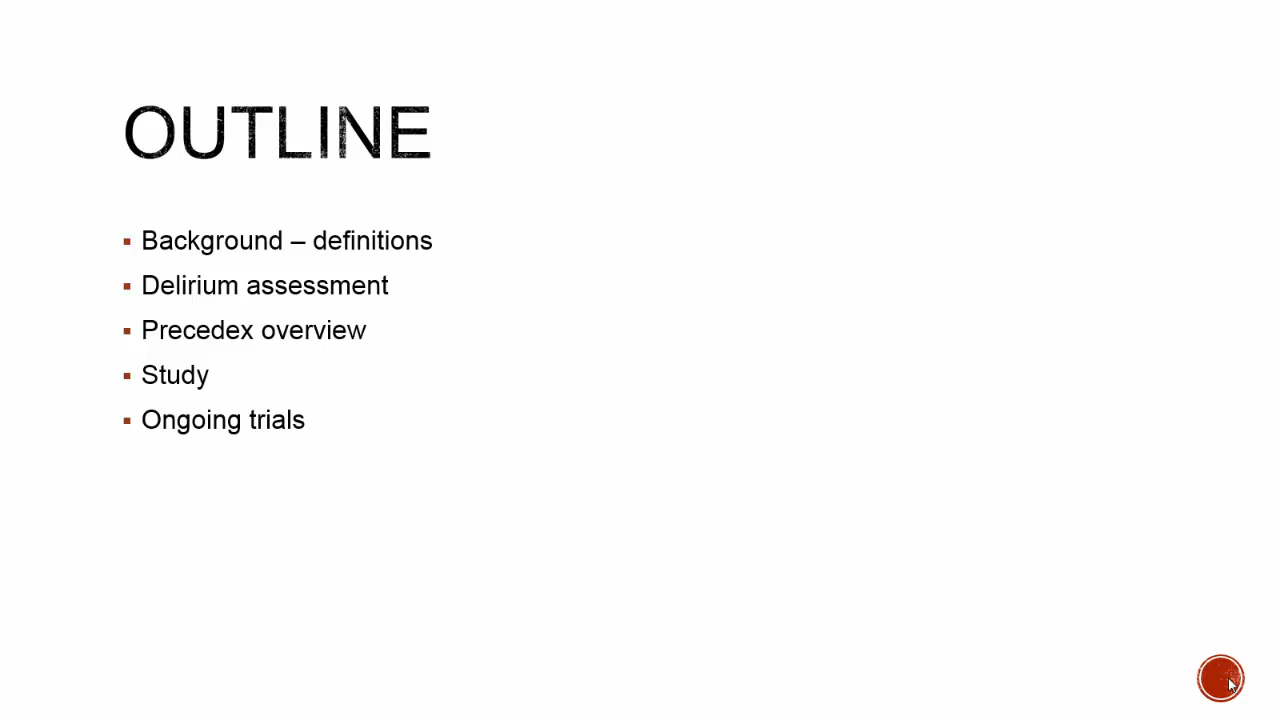 OUTLINE
Background – definitions
Delirium assessment
Precedex overview
Study
Ongoing trials